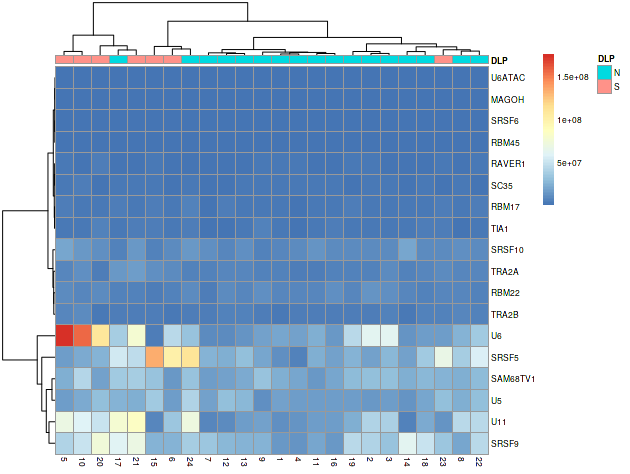 DLP
DLP
N
S
1.5e+08
1e+08
5e+07
U6ATAC
MAGOH
SRSF6
RBM45
RAVER1
SC35
RBM17
TIA1
SRSF10
TRA2A
RBM22
TRA2B
U6
SRSF5
SAM68TV1
U5
U11
SRSF9
5 10 20 17 21 15 6 24 7 12 13 9 1 4 11 16 19 2 3 14 18 23 8 22